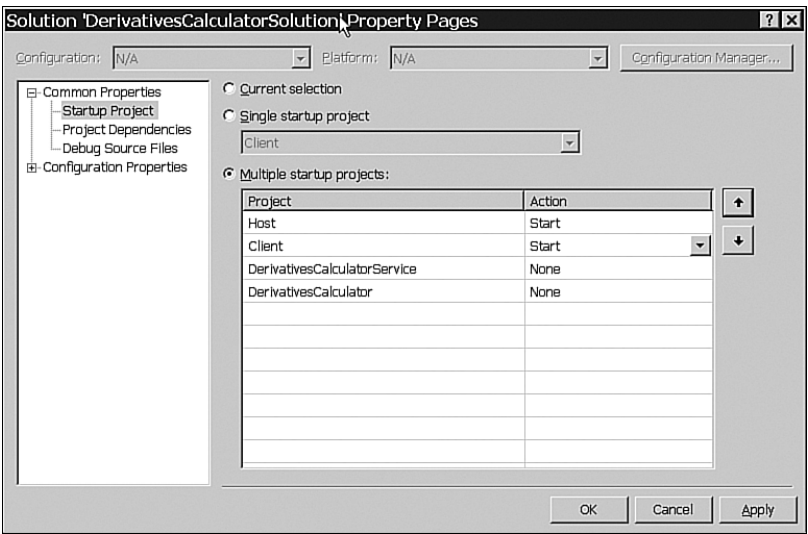 Solution 'DerivativesCalculatorSolution' Property Pages
Configuration: N/A Platform: N/A Configuration Manager...
Common Properties
Startup Project
Project Dependencies
Debug Source Files
Configuration Properties
Current selection
Single startup project
Client
Multiple startup projects:
Project Action
Host Start
Client Start
DerivativesCalculatorService None
DerivativesCalculator None
OK Cancel Apply